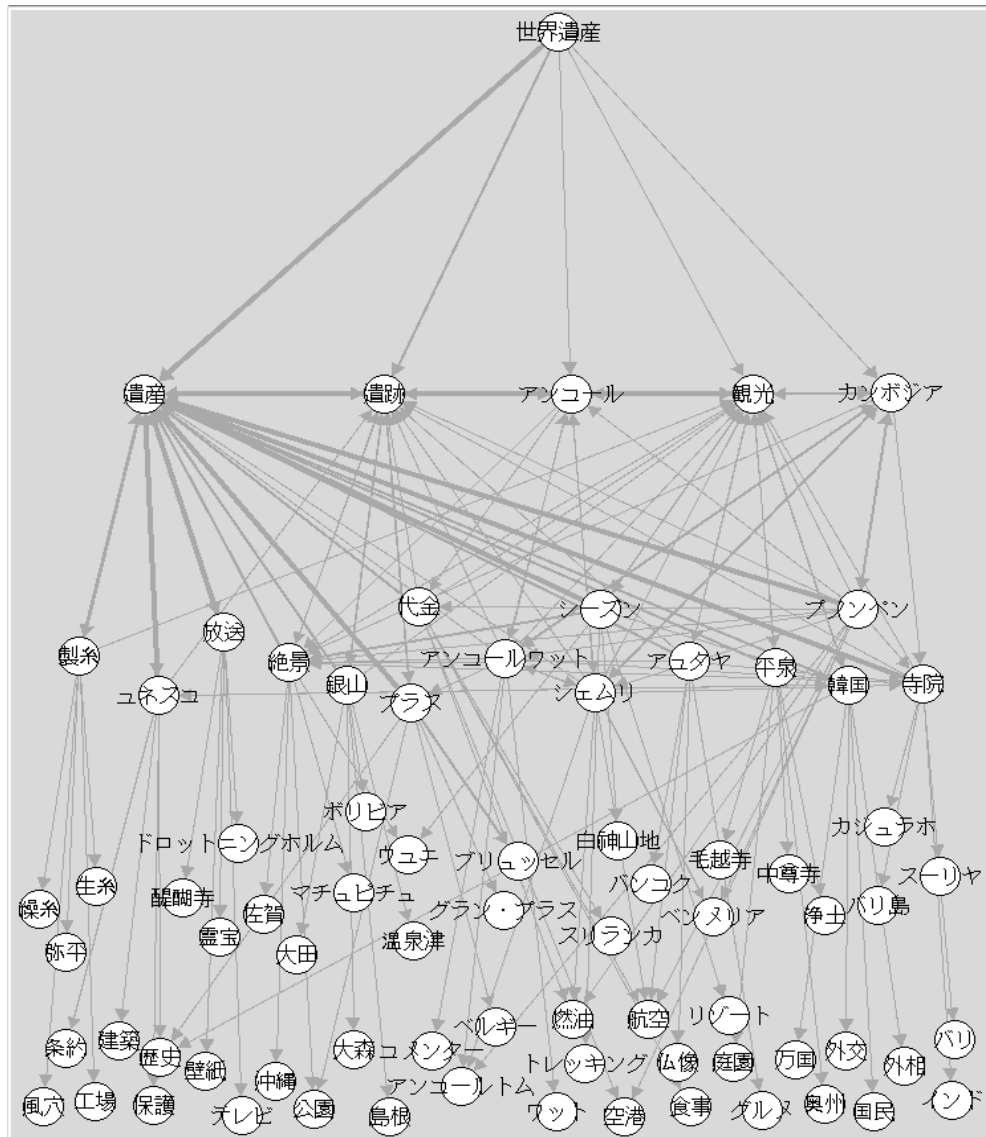 世界遺産
遺産
遺跡
アンコール
観光
カンボジア
代金
シーズン
プノンペン
製糸
放送
絶景
銀山
アンコールワット
アユタヤ
平泉
ユネスコ
プラス
シェムリ
韓国
寺院
ボリビア
ドロットニングホルム
ウユニ
ブリュッセル
白神山地
毛越寺
カジュラホ
中尊寺
スーリヤ
生糸
醍醐寺
マチュピチュ
バンコク
繰糸
佐賀
グラン・プラス
ベンメリア
浄土
バリ島
弥平
霊宝
大田
温泉津
スリランカ
条約
建築
歴史
壁紙
沖縄
大森
コメンター
ベルギー
燃油
航空
リゾート
トレッキング
仏像
庭園
万国
外交
外相
バリ
風穴
工場
保護
テレビ
公園
島根
アンコールトム
ワット
空港
食事
グルメ
奥州
国民
インド